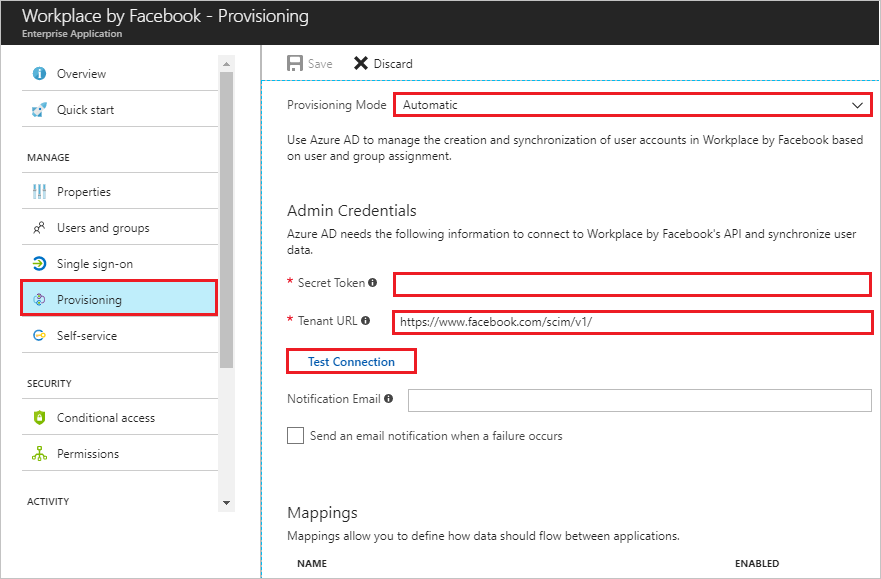 Workplace by Facebook - Provisioning
Enterprise Application
Overview
Quick start
MANAGE
Properties
Users and groups
Single sign-on
Provisioning
Self-service
SECURITY
Conditional access
Permissions
ACTIVITY
Save Discard
Provisioning Mode Automatic
Use Azure AD to manage the creation and synchronization of user accounts in Workplace by Facebook based
on user and group assignment.
Admin Credentials
Azure AD needs the following information to connect to Workplace by Facebook's API and synchronize user
data.
* Secret Token
* Tenant URL https://www.facebook.com/scim/v1/
Test Connection
Notification Email
Send an email notification when a failure occurs
Mappings
Mappings allow you to define how data should flow between applications.
NAME ENABLED